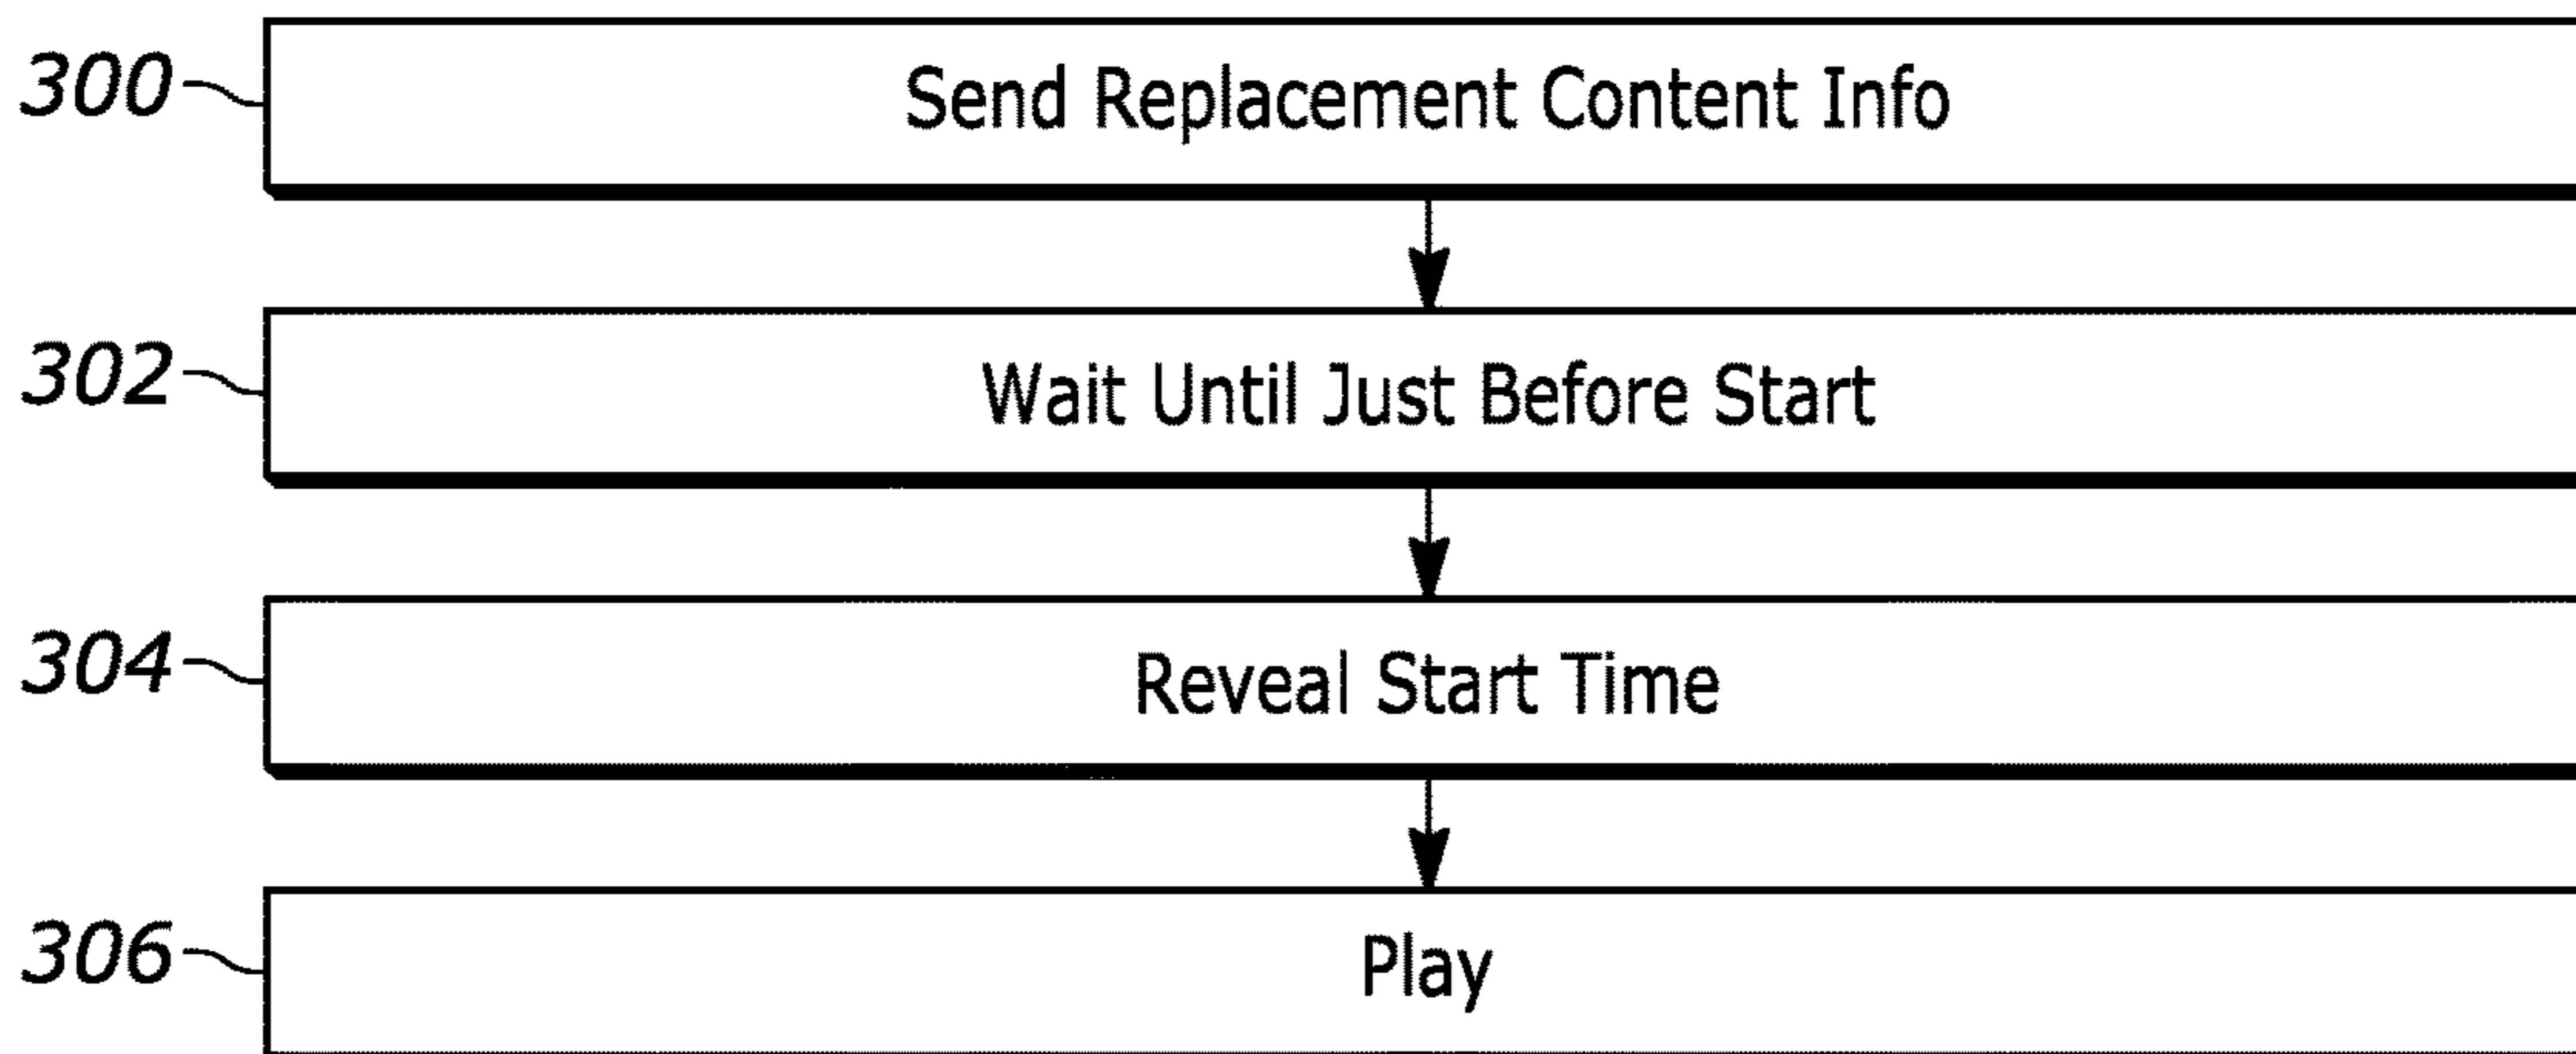 300 Send Replacement Content Info
302 Wait Until Just Before Start
304 Reveal Start Time
306 Play